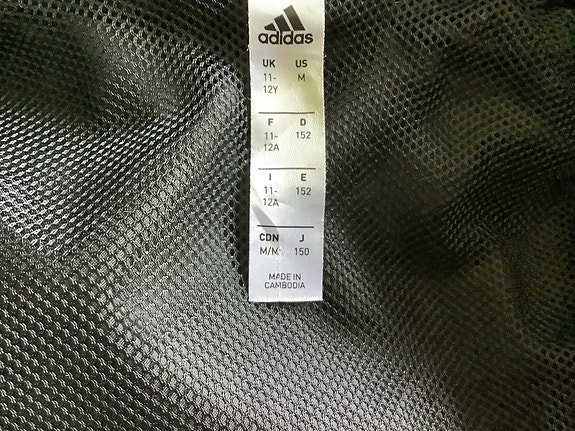 adidas
UK US
11- M
12Y
F D
11- 152
12A
I E
11- 152
12A
CDN J
M/M 150
MADE IN
CAMBODIA